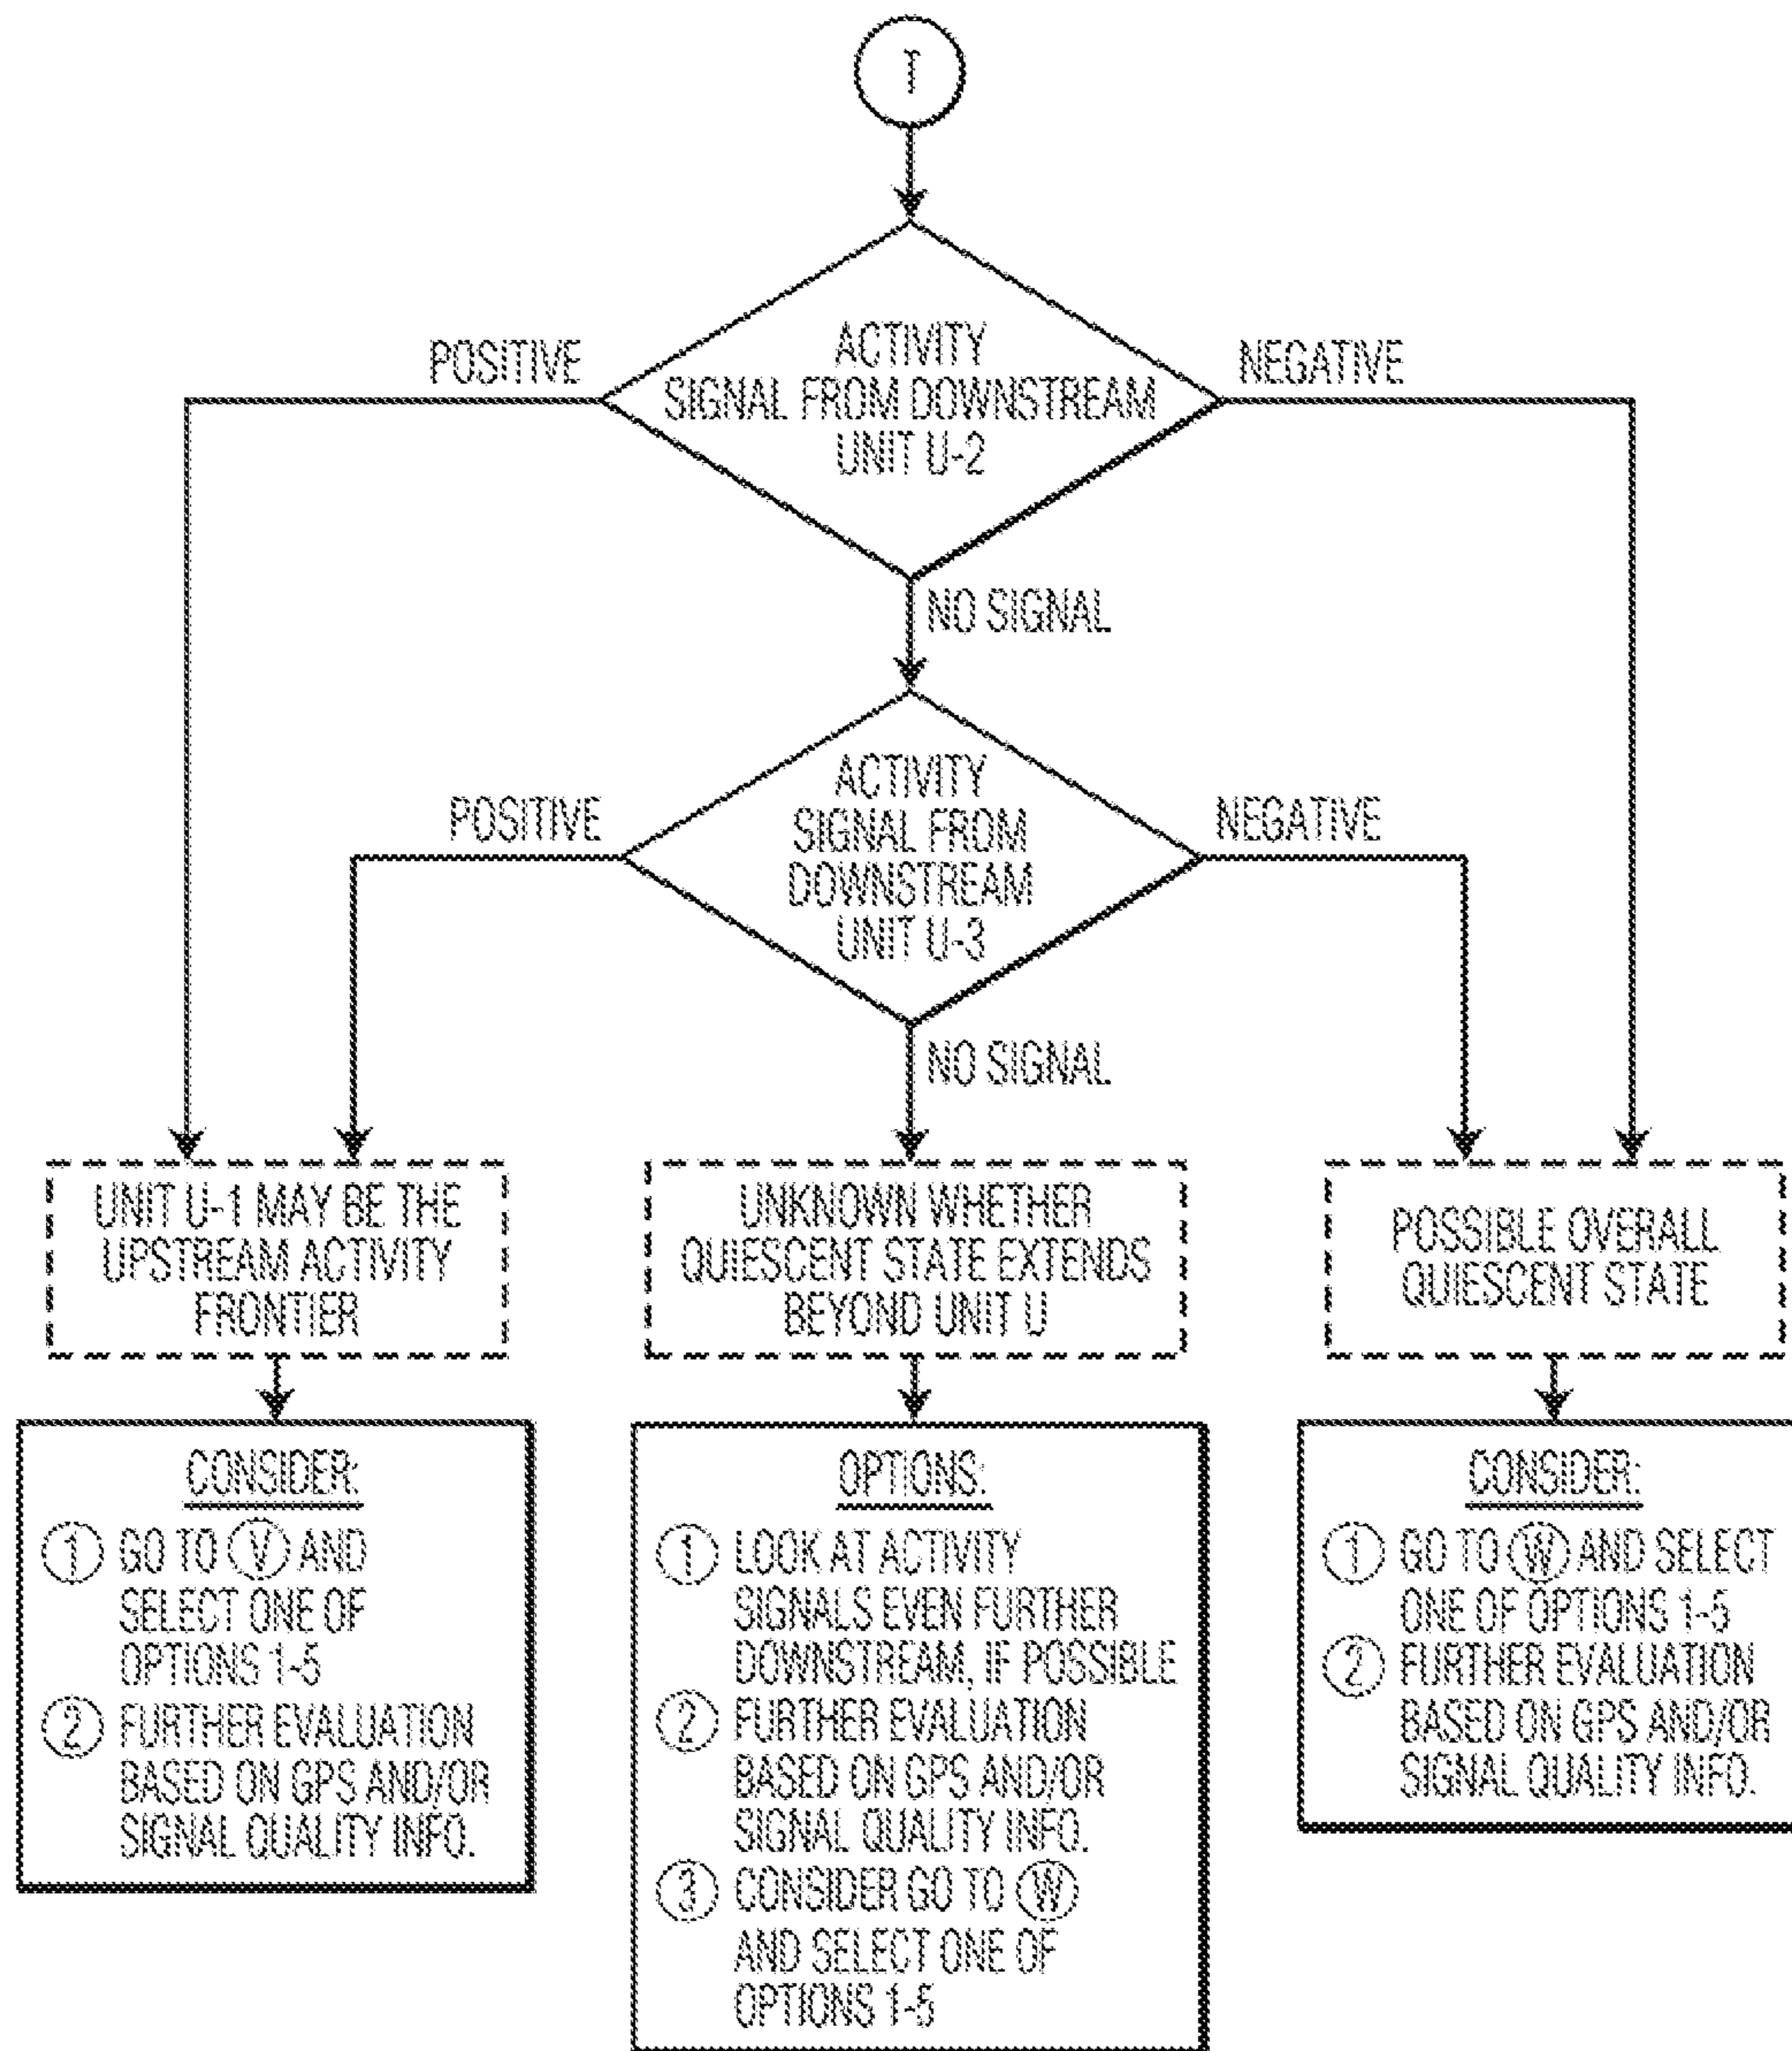 T
ACTIVITY
SIGNAL FROM DOWNSTREAM
UNIT U-2
POSITIVE
NEGATIVE
NO SIGNAL
ACTIVITY
SIGNAL FROM
DOWNSTREAM
UNIT U-3
POSITIVE
NEGATIVE
NO SIGNAL
UNIT U-1 MAY BE THE
UPSTREAM ACTIVITY
FRONTIER
UNKNOWN WHETHER
QUIESCENT STATE EXTENDS
BEYOND UNIT U
POSSIBLE OVERALL
QUIESCENT STATE
CONSIDER:
1 GO TO V AND
SELECT ONE OF
OPTIONS 1-5
2 FURTHER EVALUATION
BASED ON GPS AND/OR
SIGNAL QUALITY INFO.
OPTIONS:
1 LOOK AT ACTIVITY
SIGNALS EVEN FURTHER
DOWNSTREAM, IF POSSIBLE
2 FURTHER EVALUATION
BASED ON GPS AND/OR
SIGNAL QUALITY INFO.
3 CONSIDER GO TO W
AND SELECT ONE OF
OPTIONS 1-5
CONSIDER:
1 GO TO W AND SELECT
ONE OF OPTIONS 1-5
2 FURTHER EVALUATION
BASED ON GPS AND/OR
SIGNAL QUALITY INFO.